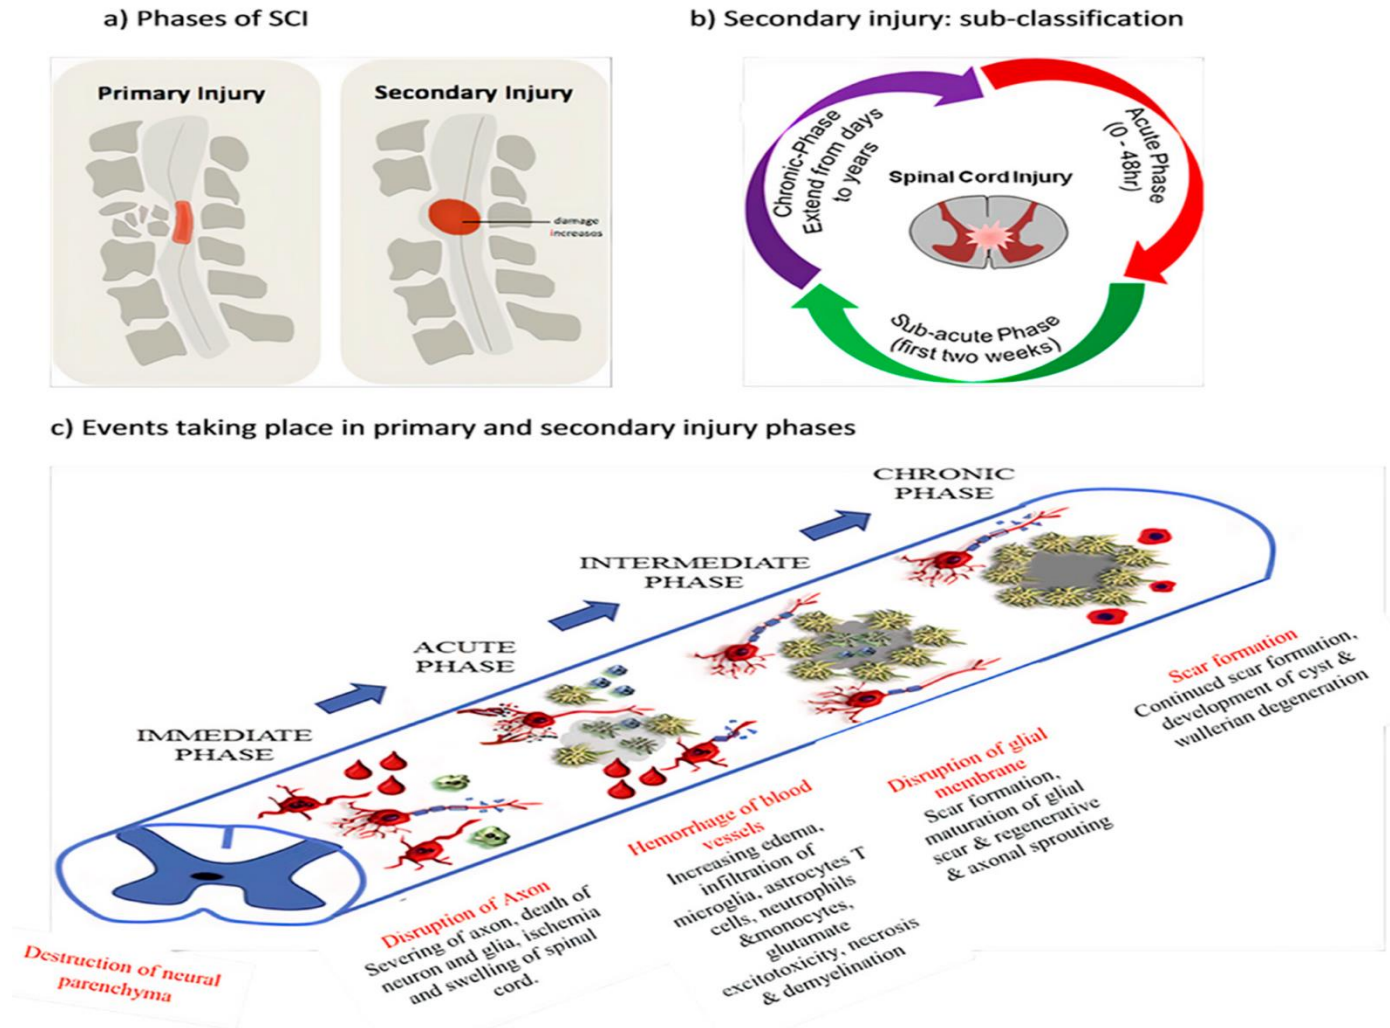 a) Phases of SCI
b) Secondary injury: sub-classification
Primary Injury
Secondary Injury
damage
increases
Chronic-Phase
Extend from days
to years
Acute Phase
(0 - 48hr)
Spinal Cord Injury
Sub-acute Phase
(first two weeks)
c) Events taking place in primary and secondary injury phases
CHRONIC
PHASE
INTERMEDIATE
PHASE
ACUTE
PHASE
IMMEDIATE
PHASE
Destruction of neural
parenchyma
Disruption of Axon
Severing of axon, death of
neuron and glia, ischemia
and swelling of spinal
cord.
Hemorrhage of blood
vessels
Increasing edema,
infiltration of
microglia, astrocytes T
cells, neutrophils
&monocytes,
glutamate
excitotoxicity, necrosis
& demyelination
Disruption of glial
membrane
Scar formation,
maturation of glial
scar & regenerative
& axonal sprouting
Scar formation
Continued scar formation,
development of cyst &
wallerian degeneration